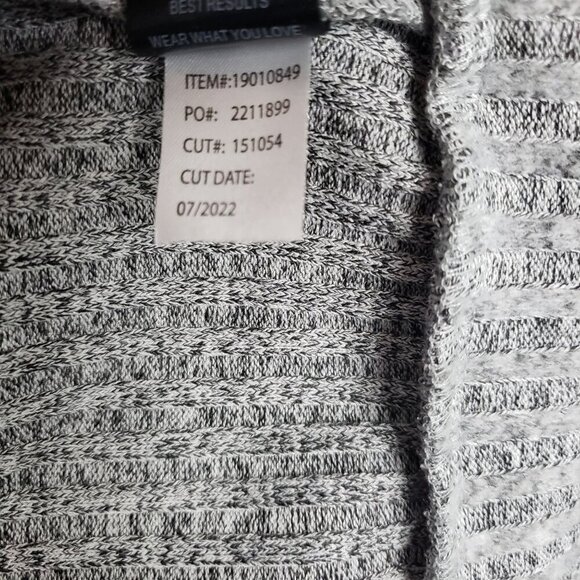 BEST RESULTS
WEAR WHAT YOU LOVE
ITEM#:19010849
PO#: 2211899
CUT#: 151054
CUT DATE:
07/2022